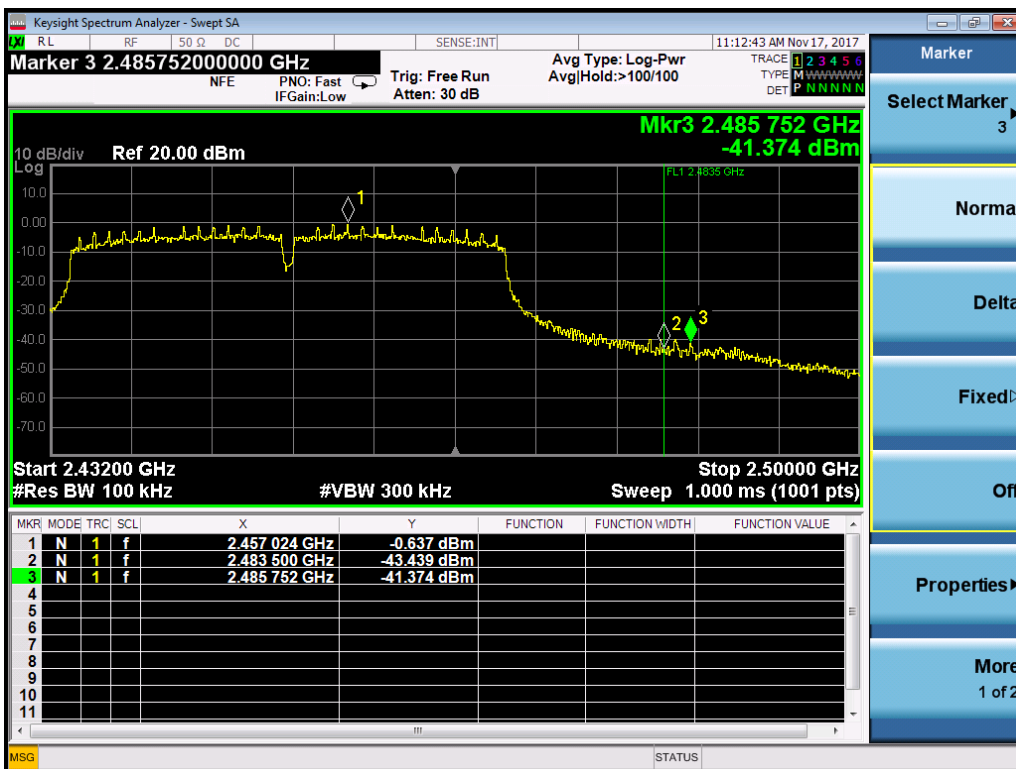 Keysight Spectrum Analyzer - Swept SA
LXI RL RF 50 Ω DC SENSE:INT 11:12:43 AM Nov 17, 2017
Marker 3 2.485752000000 GHz
NFE PNO: Fast IFGain:Low Trig: Free Run Atten: 30 dB
Avg Type: Log-Pwr Avg|Hold:>100/100
TRACE 1 2 3 4 5 6
TYPE M W W W W W
DET P N N N N N
Mkr3 2.485 752 GHz
-41.374 dBm
10 dB/div Ref 20.00 dBm
Log
FL1 2.4835 GHz
10.0
0.00
-10.0
-20.0
-30.0
-40.0
-50.0
-60.0
-70.0
1
2
3
Start 2.43200 GHz Stop 2.50000 GHz
#Res BW 100 kHz #VBW 300 kHz Sweep 1.000 ms (1001 pts)
MKR MODE TRC SCL X Y FUNCTION FUNCTION WIDTH FUNCTION VALUE
1 N 1 f 2.457 024 GHz -0.637 dBm
2 N 1 f 2.483 500 GHz -43.439 dBm
3 N 1 f 2.485 752 GHz -41.374 dBm
4
5
6
7
8
9
10
11
MSG STATUS
Marker
Select Marker
3
Norma
Delta
Fixed
Off
Properties
More
1 of 2